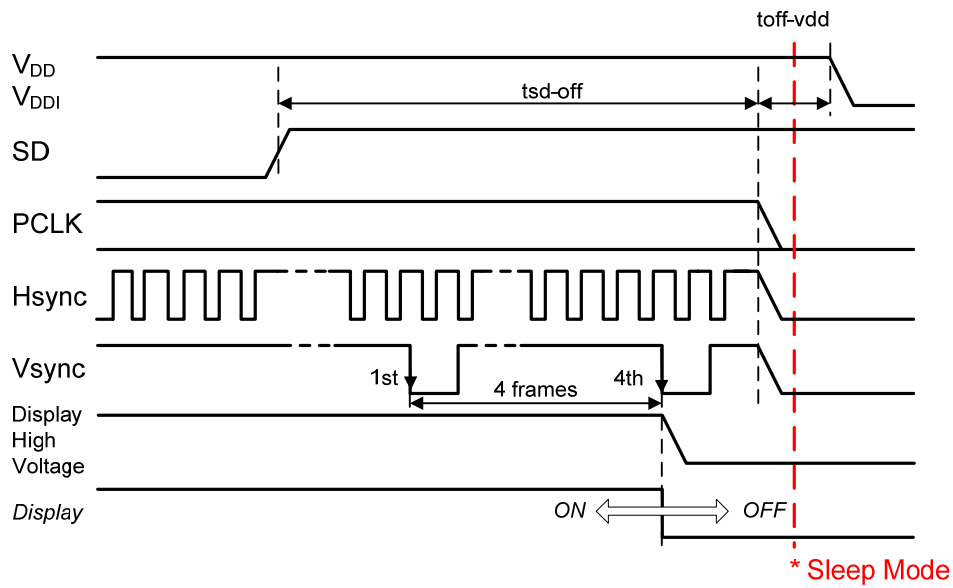 toff-vdd
VDD
VDDI
tsd-off
SD
PCLK
Hsync
Vsync
1st
4th
4 frames
Display
High
Voltage
Display
ON
OFF
* Sleep Mode